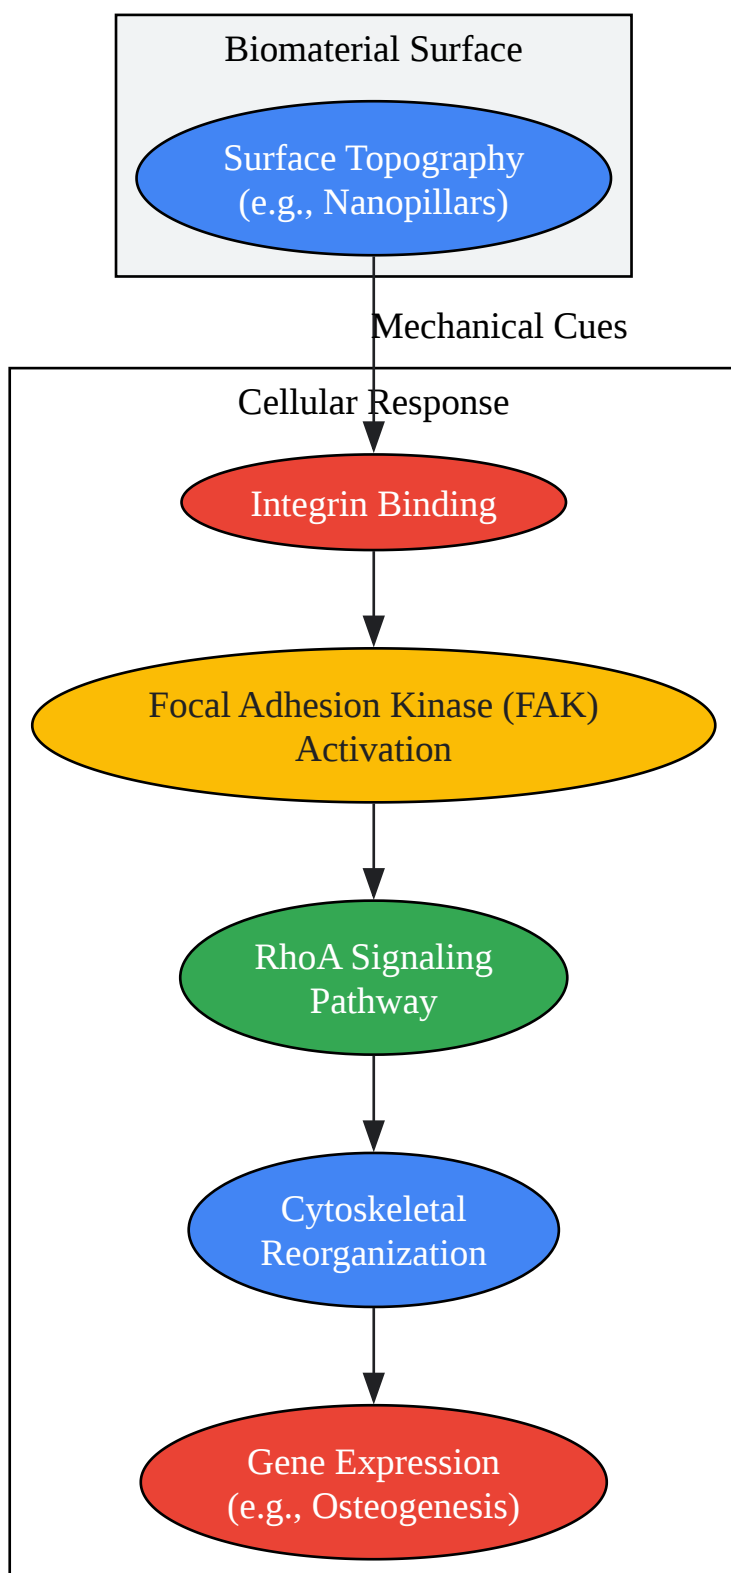 Biomaterial Surface
Surface Topography
(e.g., Nanopillars)
Mechanical Cues
Cellular Response
Integrin Binding
Focal Adhesion Kinase (FAK)
Activation
RhoA Signaling
Pathway
Cytoskeletal
Reorganization
Gene Expression
(e.g., Osteogenesis)